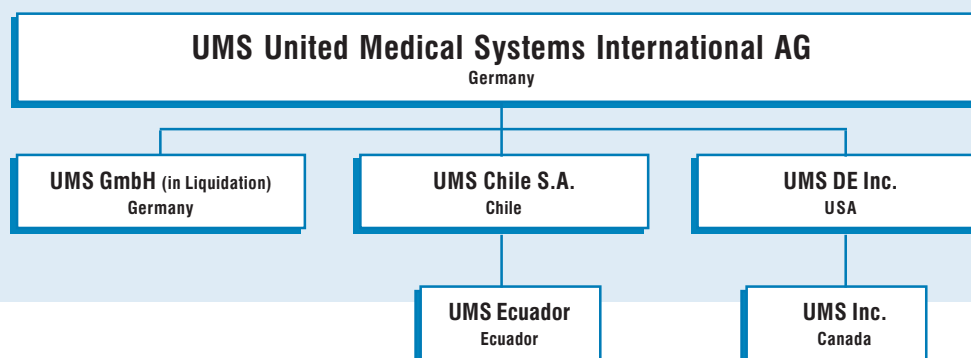 UMS United Medical Systems International AG
Germany
UMS GmbH (in Liquidation)
Germany
UMS Chile S.A.
Chile
UMS DE Inc.
USA
UMS Ecuador
Ecuador
UMS Inc.
Canada